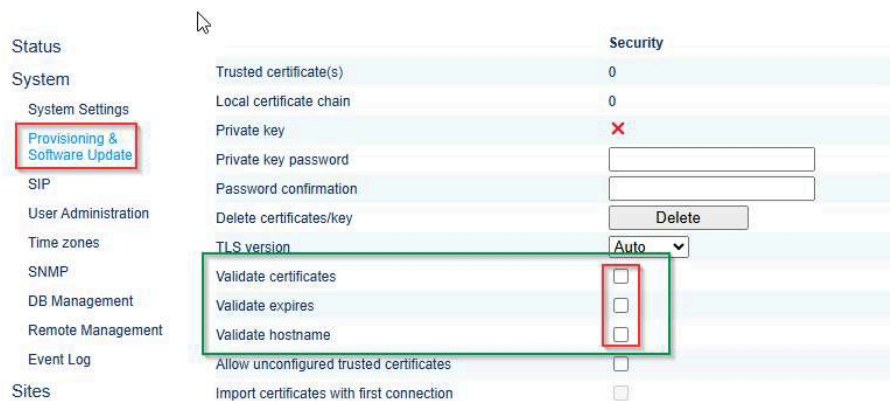 Status
System
System Settings
Provisioning &
Software Update
SIP
User Administration
Time zones
SNMP
DB Management
Remote Management
Event Log
Sites
Security
Trusted certificate(s) 0
Local certificate chain 0
Private key
Private key password
Password confirmation
Delete certificates/key Delete
TLS version Auto
Validate certificates
Validate expires
Validate hostname
Allow unconfigured trusted certificates
Import certificates with first connection